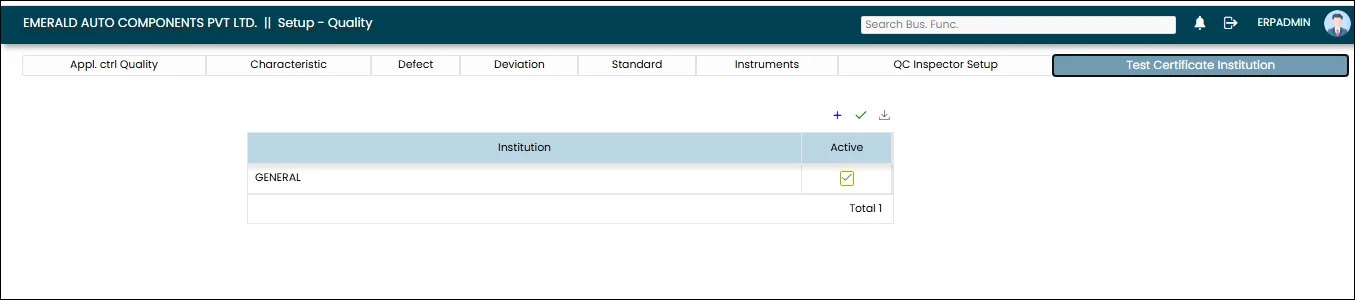 EMERALD AUTO COMPONENTS PVT LTD. || Setup - Quality
Search Bus. Func.
ERPADMIN
Appl. ctrl Quality
Characteristic
Defect
Deviation
Standard
Instruments
QC Inspector Setup
Test Certificate Institution
Institution
Active
GENERAL
Total 1